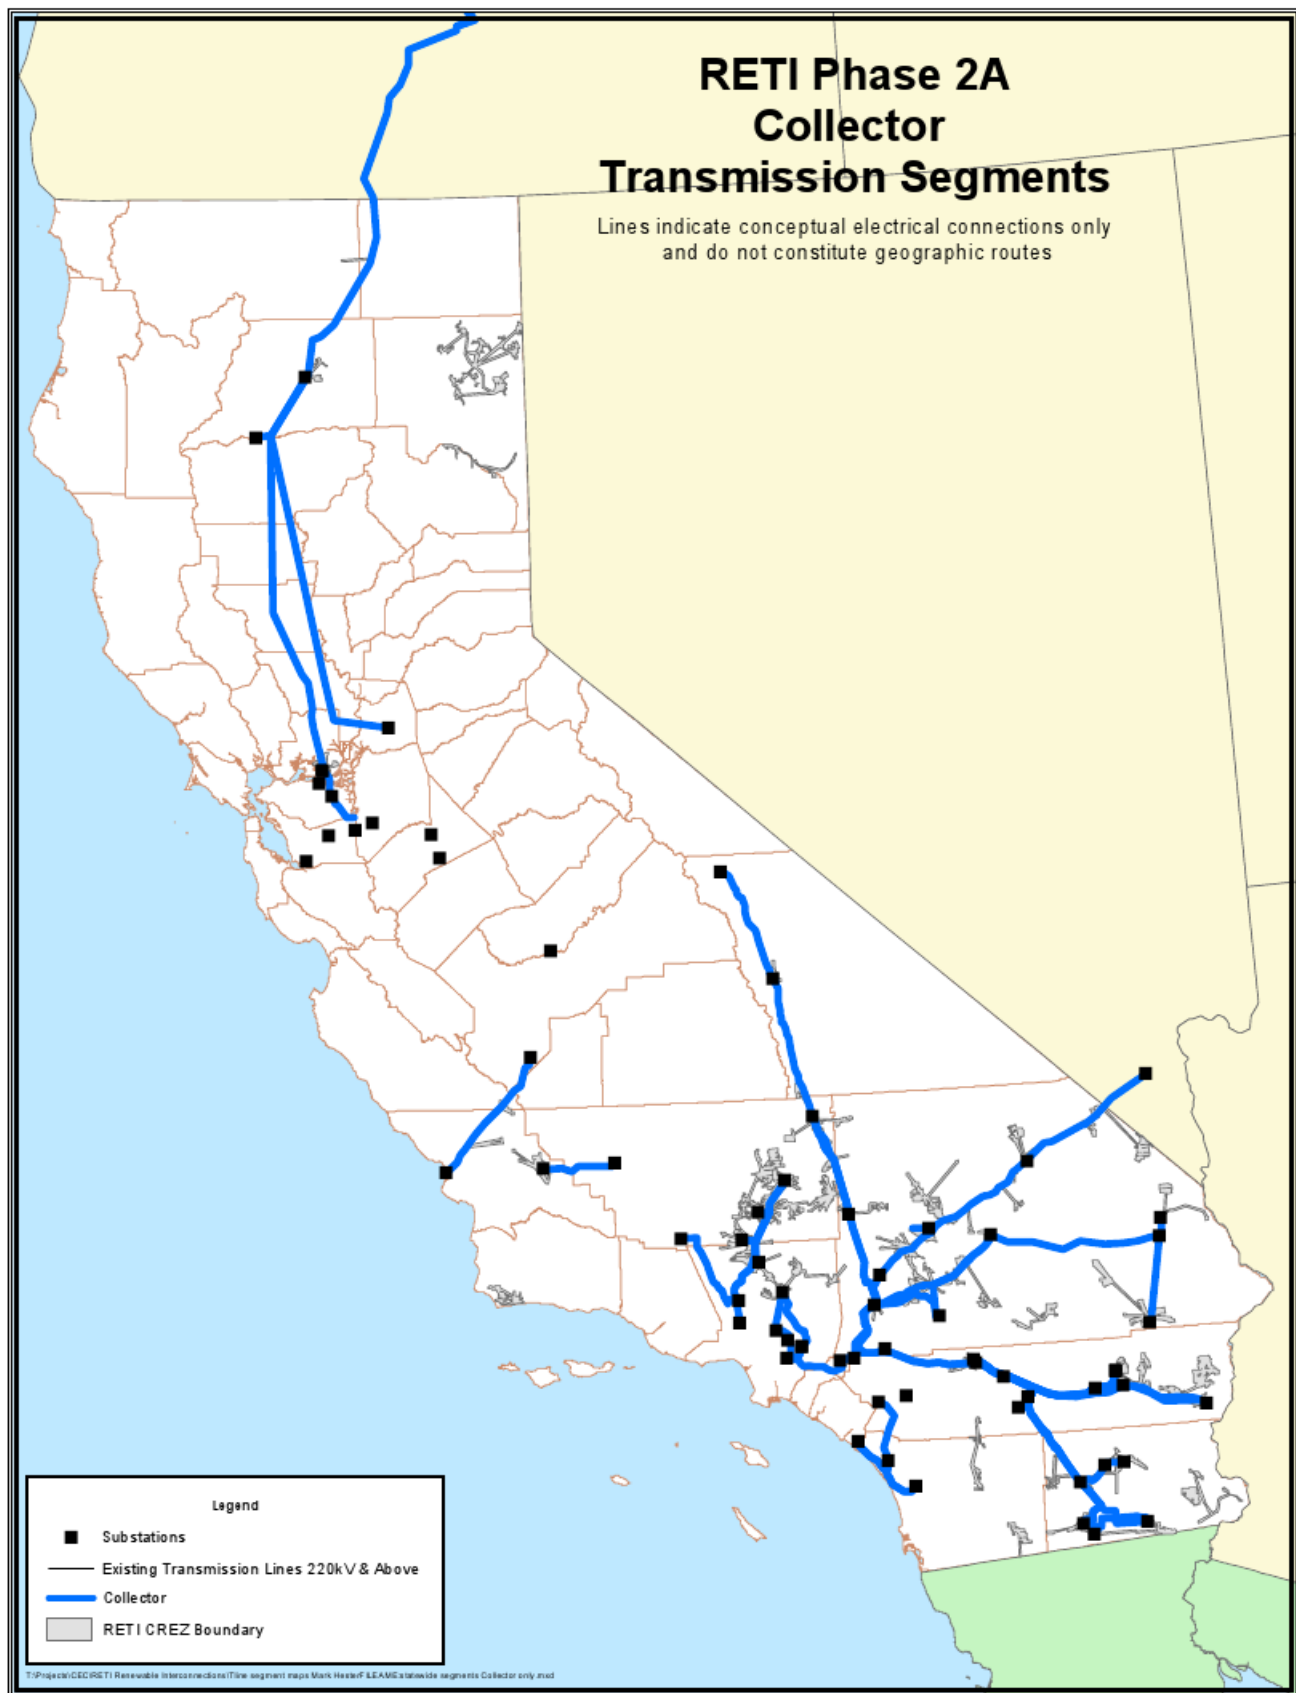 RETI Phase 2A
Collector
Transmission Segments
Lines indicate conceptual electrical connections only
and do not constitute geographic routes
Legend
Substations
Existing Transmission Lines 220kV & Above
Collector
RETI CREZ Boundary